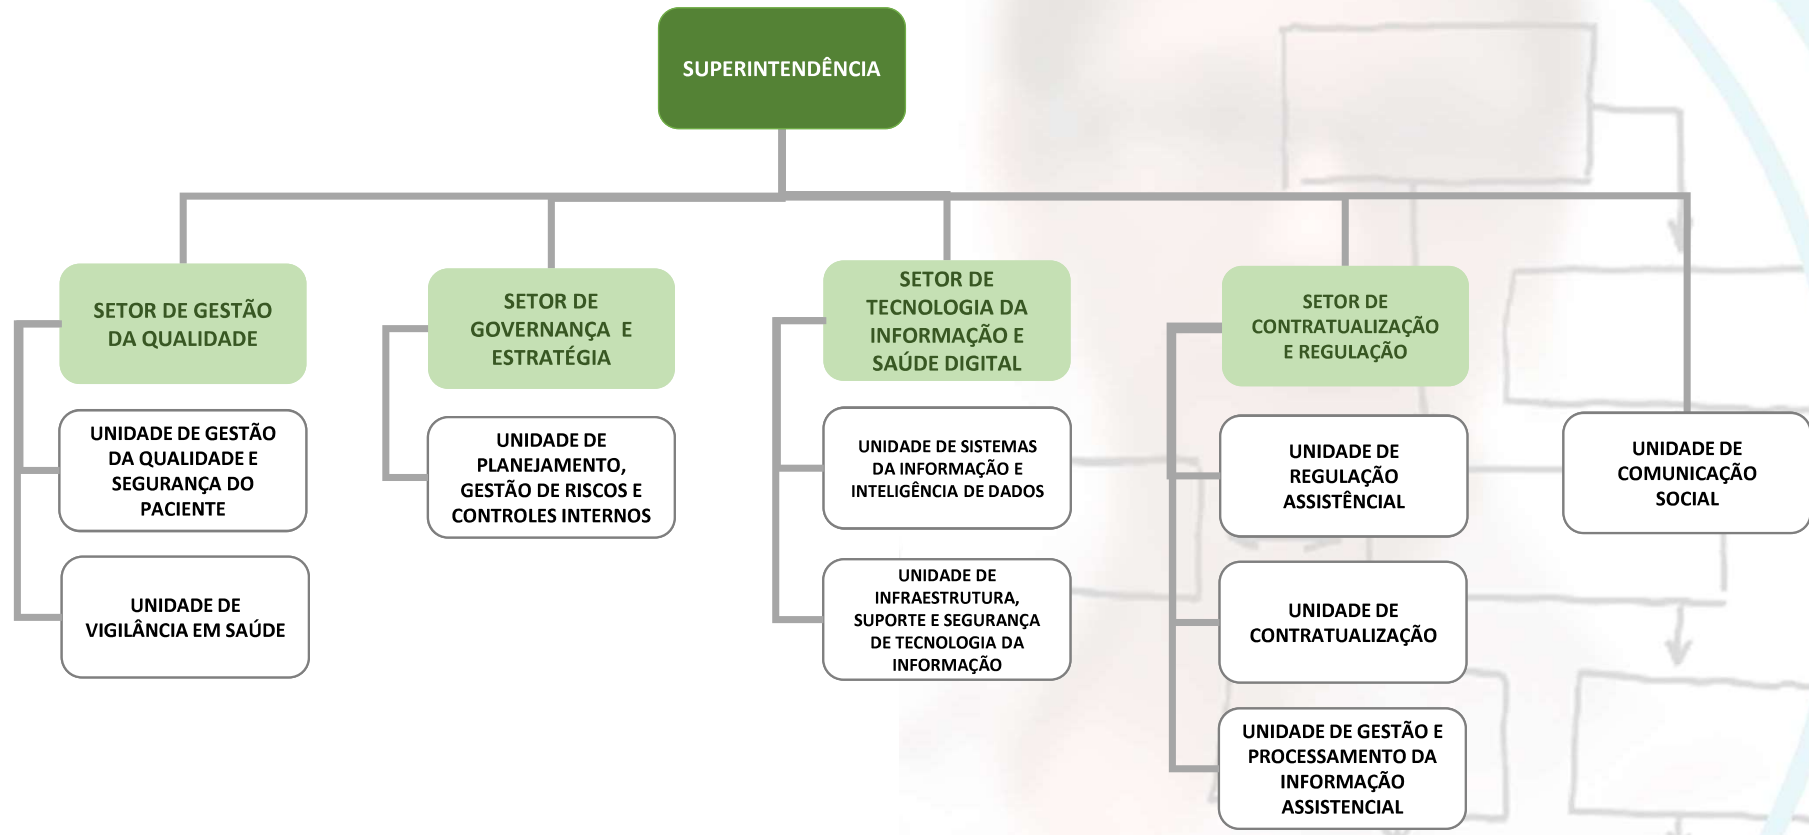 SUPERINTENDÊNCIA
SETOR DE GESTÃO
DA QUALIDADE
UNIDADE DE GESTÃO
DA QUALIDADE E
SEGURANÇA DO
PACIENTE
UNIDADE DE
VIGILÂNCIA EM SAÚDE
SETOR DE
GOVERNANÇA E
ESTRATÉGIA
UNIDADE DE
PLANEJAMENTO,
GESTÃO DE RISCOS E
CONTROLES INTERNOS
SETOR DE
TECNOLOGIA DA
INFORMAÇÃO E
SAÚDE DIGITAL
UNIDADE DE SISTEMAS
DA INFORMAÇÃO E
INTELIGÊNCIA DE DADOS
UNIDADE DE
INFRAESTRUTURA,
SUPORTE E SEGURANÇA
DE TECNOLOGIA DA
INFORMAÇÃO
SETOR DE
CONTRATUALIZAÇÃO
E REGULAÇÃO
UNIDADE DE
REGULAÇÃO
ASSISTÊNCIAL
UNIDADE DE
CONTRATUALIZAÇÃO
UNIDADE DE GESTÃO E
PROCESSAMENTO DA
INFORMAÇÃO
ASSISTENCIAL
UNIDADE DE
COMUNICAÇÃO
SOCIAL